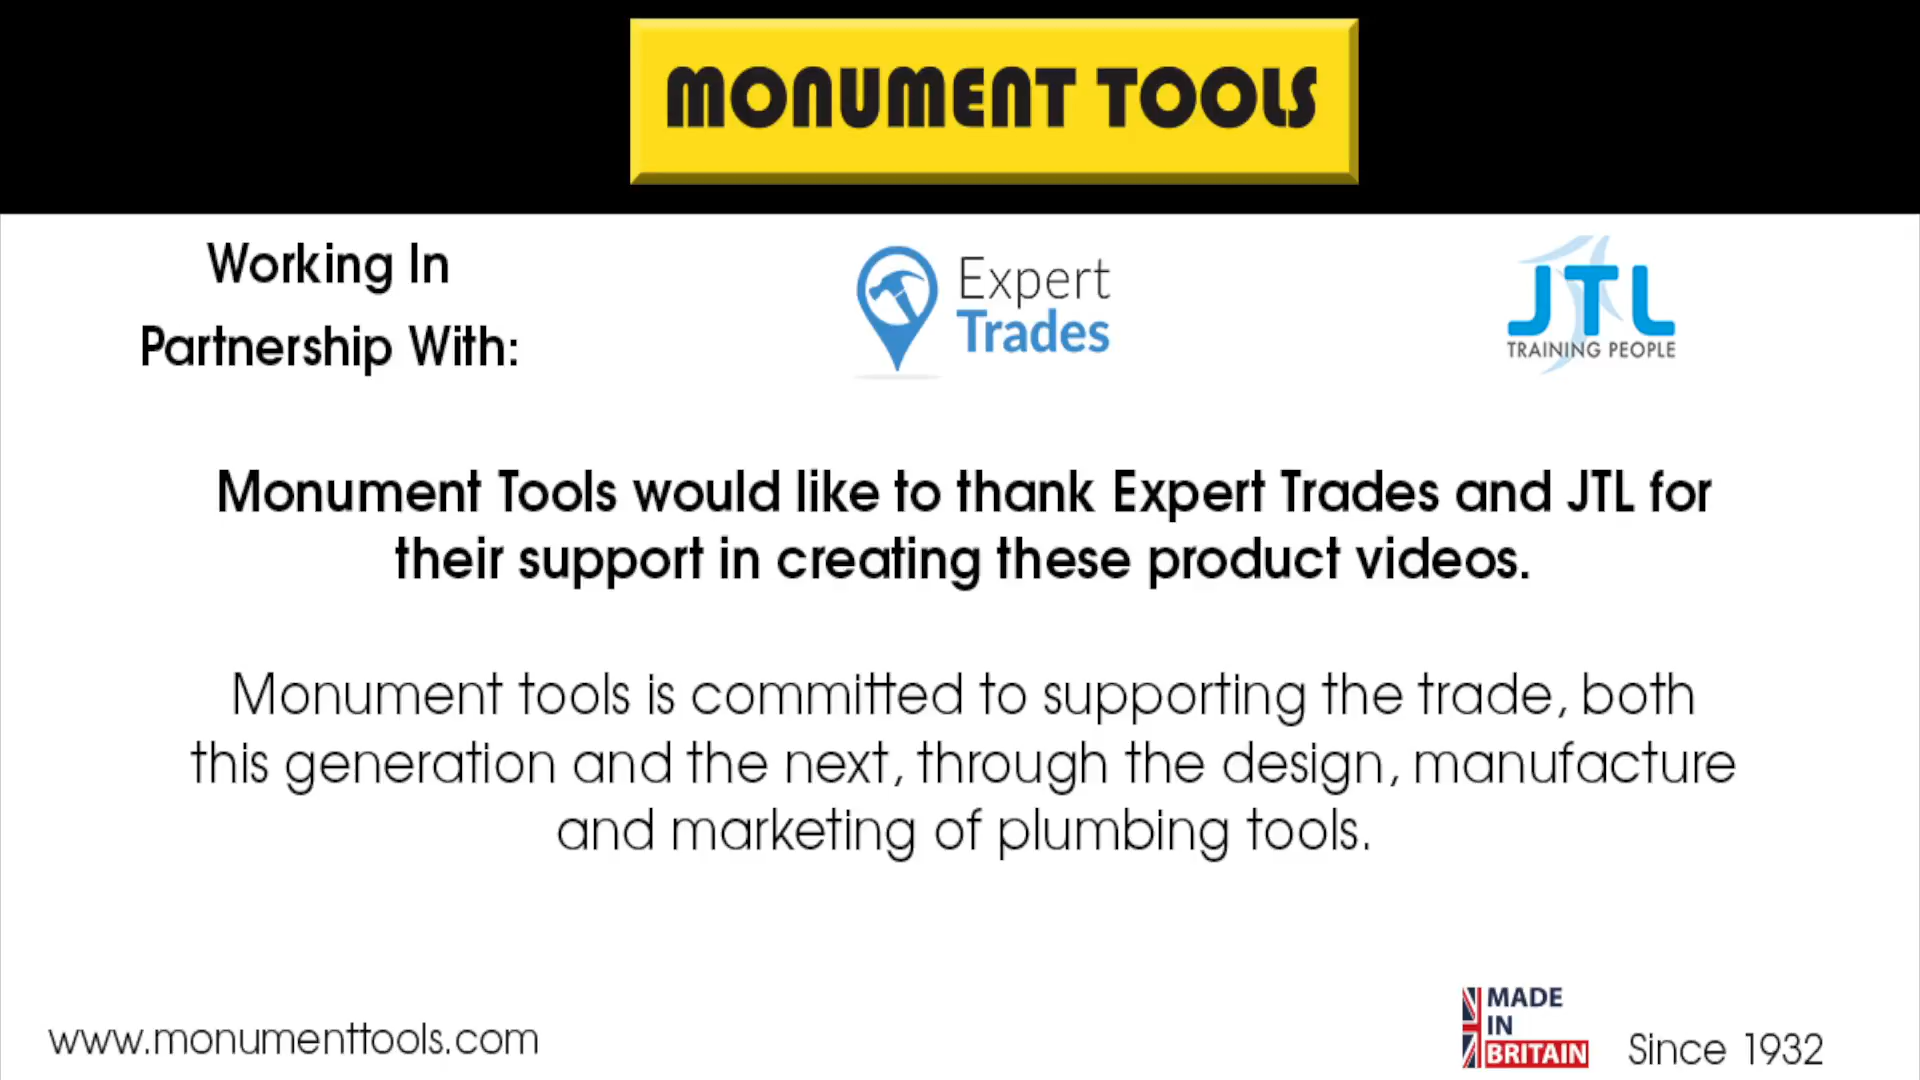 MONUMENT TOOLS
Working In
Partnership With:
Expert
Trades
JTL
TRAINING PEOPLE
Monument Tools would like to thank Expert Trades and JTL for
their support in creating these product videos.
Monument tools is committed to supporting the trade, both
this generation and the next, through the design, manufacture
and marketing of plumbing tools.
www.monumenttools.com
MADE
IN
BRITAIN
Since 1932